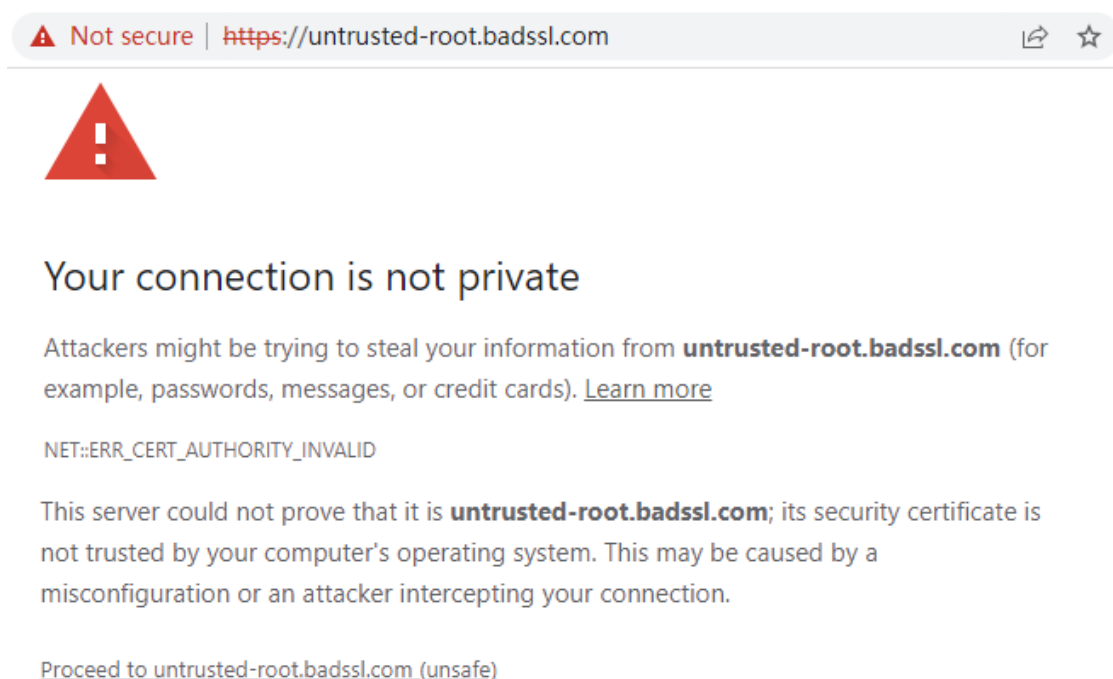 Not secure | https://untrusted-root.badssl.com
Your connection is not private
Attackers might be trying to steal your information from untrusted-root.badssl.com (for
example, passwords, messages, or credit cards). Learn more
NET::ERR_CERT_AUTHORITY_INVALID
This server could not prove that it is untrusted-root.badssl.com; its security certificate is
not trusted by your computer's operating system. This may be caused by a
misconfiguration or an attacker intercepting your connection.
Proceed to untrusted-root.badssl.com (unsafe)